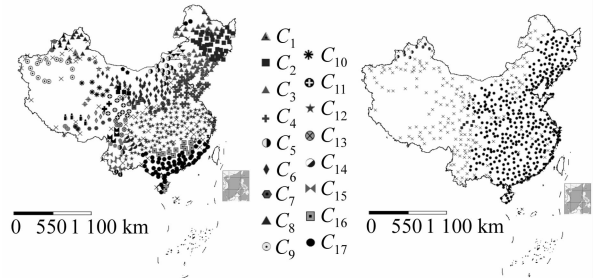 C₁
C₂
C₃
C₄
C₅
C₆
C₇
C₈
C₉
C₁₀
C₁₁
C₁₂
C₁₃
C₁₄
C₁₅
C₁₆
C₁₇
0 550 1 100 km
0 550 1 100 km